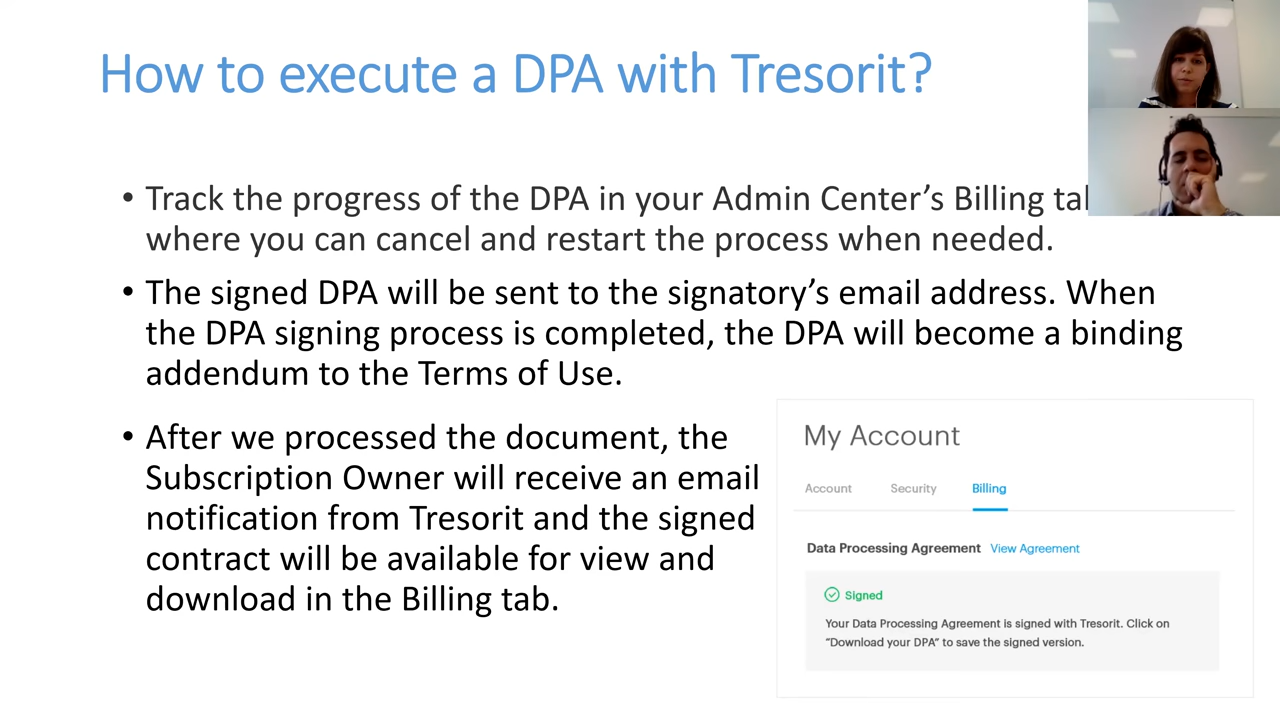 How to execute a DPA with Tresorit?
• Track the progress of the DPA in your Admin Center’s Billing
where you can cancel and restart the process when needed.
• The signed DPA will be sent to the signatory’s email address. When
the DPA signing process is completed, the DPA will become a binding
addendum to the Terms of Use.
• After we processed the document, the
Subscription Owner will receive an email
notification from Tresorit and the signed
contract will be available for view and
download in the Billing tab.
My Account
Account Security Billing
Data Processing Agreement View Agreement
Signed
Your Data Processing Agreement is signed with Tresorit. Click on
“Download your DPA” to save the signed version.